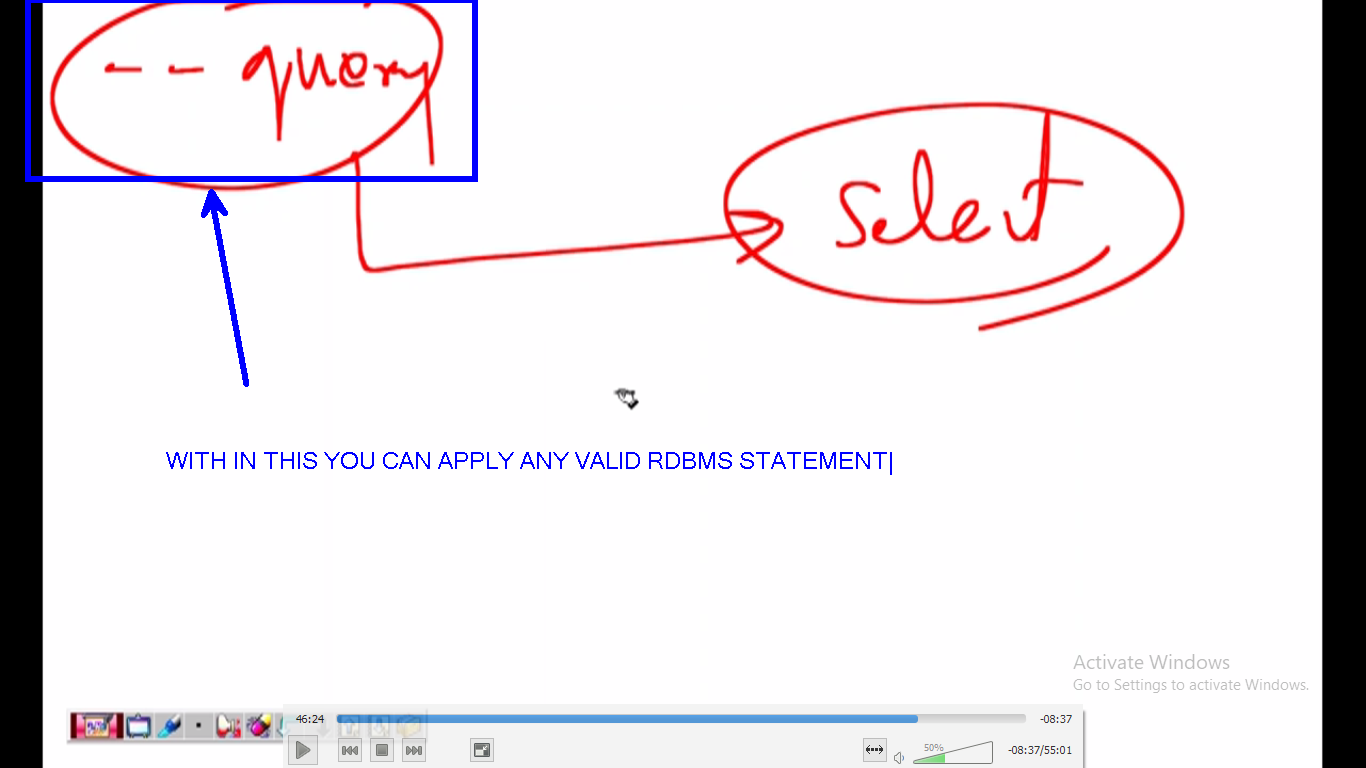 -- query
Select
WITH IN THIS YOU CAN APPLY ANY VALID RDBMS STATEMENT
Activate Windows
Go to Settings to activate Windows.
46:24
-08:37
50%
-08:37/55:01